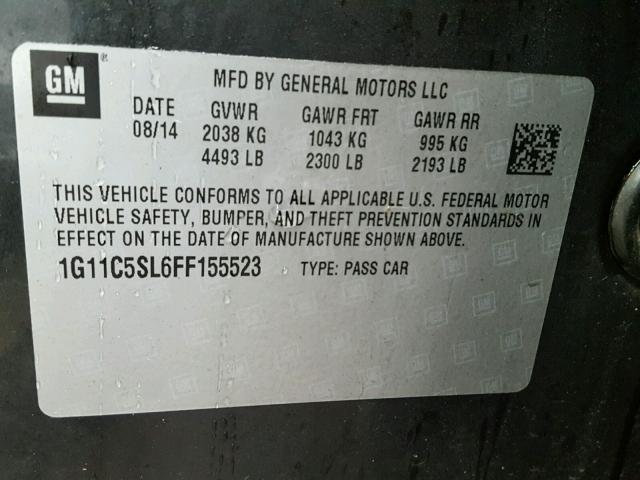 GM ®
MFD BY GENERAL MOTORS LLC
DATE GVWR GAWR FRT GAWR RR
08/14 2038 KG 1043 KG 995 KG
4493 LB 2300 LB 2193 LB
THIS VEHICLE CONFORMS TO ALL APPLICABLE U.S. FEDERAL MOTOR
VEHICLE SAFETY, BUMPER, AND THEFT PREVENTION STANDARDS IN
EFFECT ON THE DATE OF MANUFACTURE SHOWN ABOVE.
1G11C5SL6FF155523 TYPE: PASS CAR